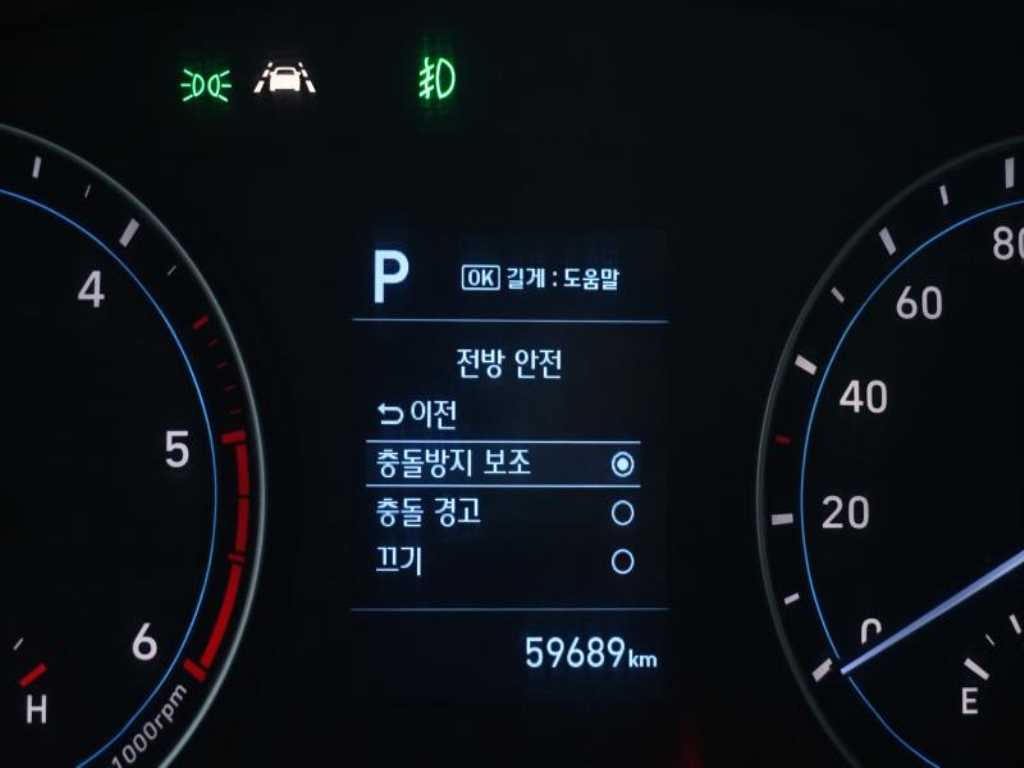 P
OK 길게 : 도움말
전방 안전
이전
충돌방지 보조
충돌 경고
끄기
59689km
4
5
6
1000rpm
H
80
60
40
20
0
E